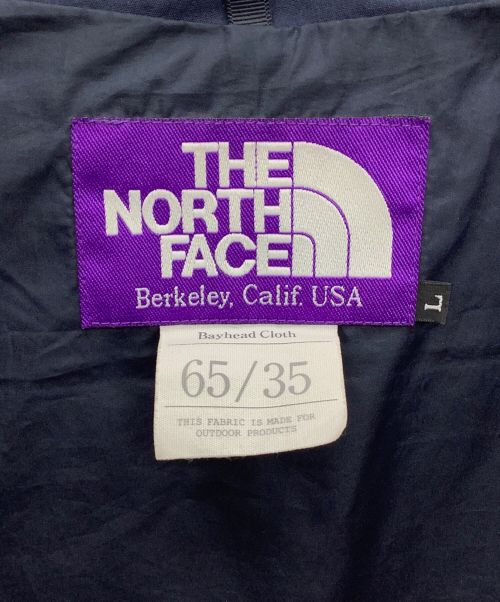 THE
NORTH
FACE
Berkeley, Calif. USA
L
Bayhead Cloth
65/35
THIS FABRIC IS MADE FOR
OUTDOOR PRODUCTS